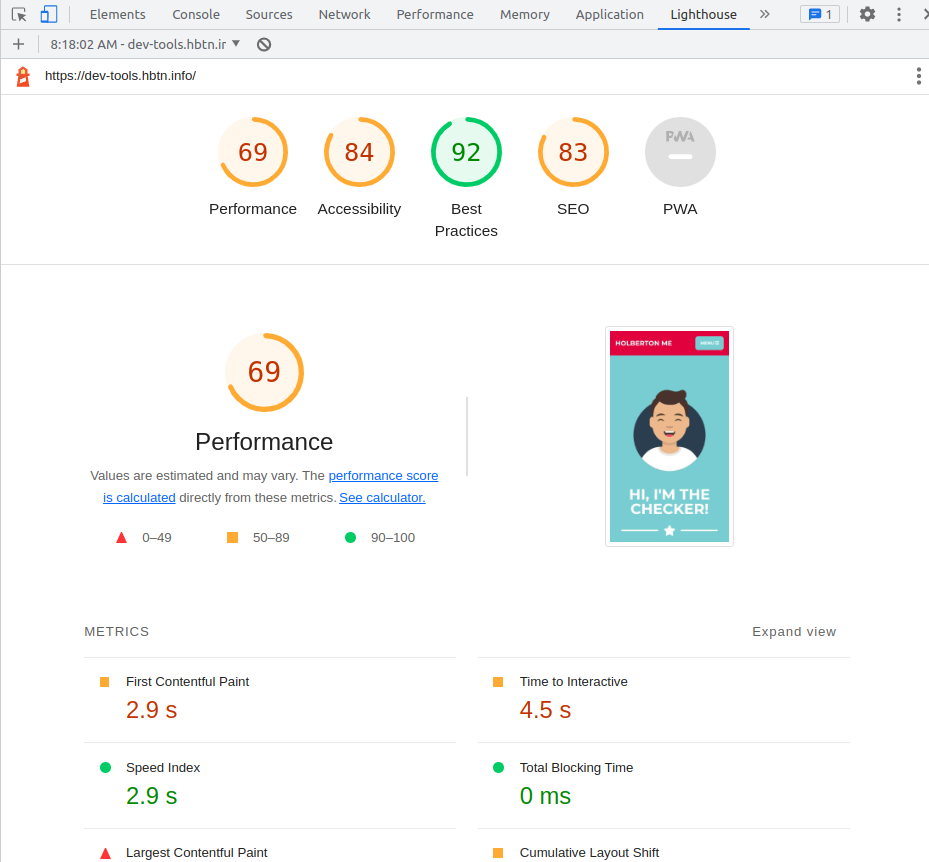 Elements Console Sources Network Performance Memory Application Lighthouse 1
8:18:02 AM - dev-tools.hbtn.ir
https://dev-tools.hbtn.info/
69 84 92 83 PWA
Performance Accessibility Best Practices SEO PWA
69
Performance
Values are estimated and may vary. The performance score
is calculated directly from these metrics. See calculator.
0–49 50–89 90–100
HOLBERTON ME MENU
HI, I'M THE
CHECKER!
METRICS Expand view
First Contentful Paint Time to Interactive
2.9 s 4.5 s
Speed Index Total Blocking Time
2.9 s 0 ms
Largest Contentful Paint Cumulative Layout Shift